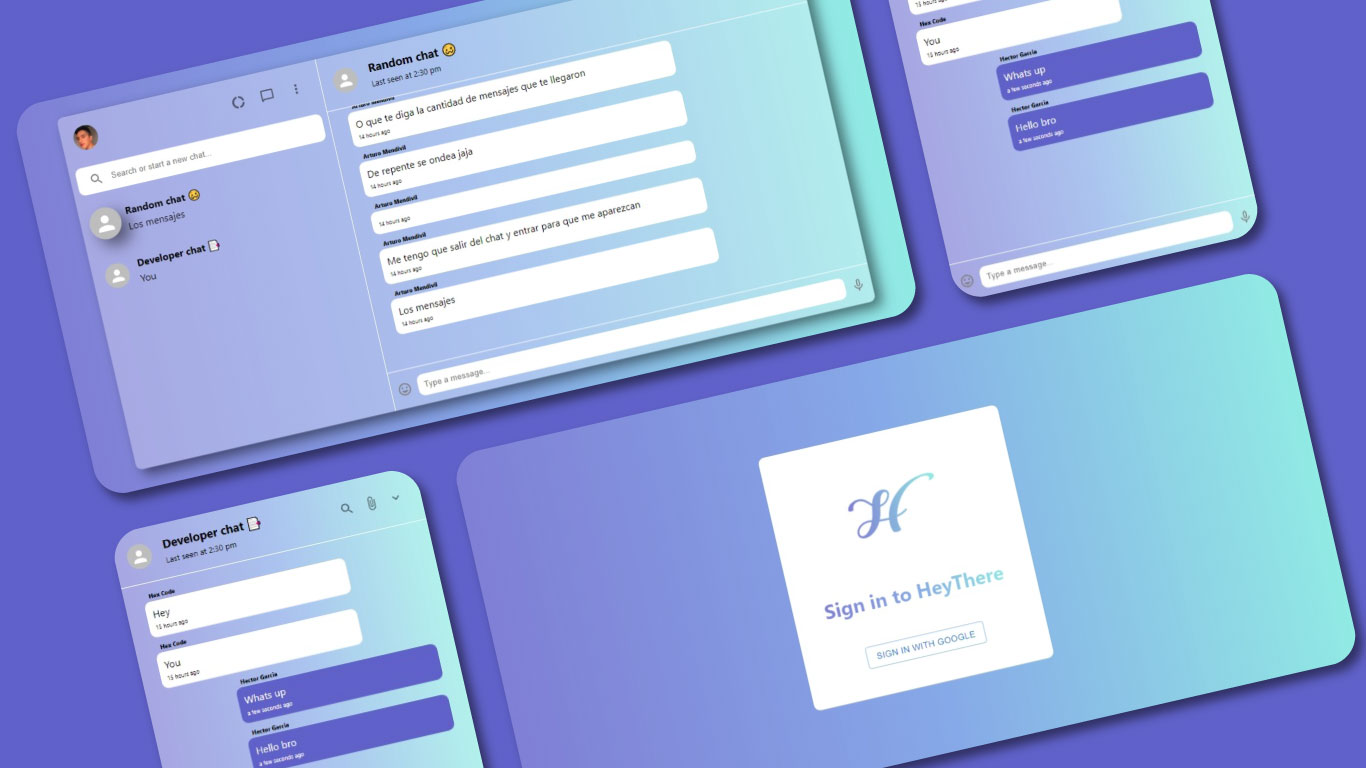 Search or start a new chat...
Random chat 😥
Los mensajes
Developer chat 📑
You
Random chat 😥
Last seen at 2:30 pm
O que te diga la cantidad de mensajes que te llegaron
14 hours ago
Arturo Mendivil
De repente se ondea jaja
14 hours ago
Arturo Mendivil
14 hours ago
Arturo Mendivil
Me tengo que salir del chat y entrar para que me aparezcan
14 hours ago
Arturo Mendivil
Los mensajes
14 hours ago
Type a message...
15 hours ago
Hex Code
You
15 hours ago
Hector Garcia
Whats up
a few seconds ago
Hector Garcia
Hello bro
a few seconds ago
Type a message...
Developer chat 📑
Last seen at 2:30 pm
Hex Code
Hey
15 hours ago
Hex Code
You
15 hours ago
Hector Garcia
Whats up
a few seconds ago
Hector Garcia
Hello bro
a few seconds ago
H
Sign in to HeyThere
SIGN IN WITH GOOGLE